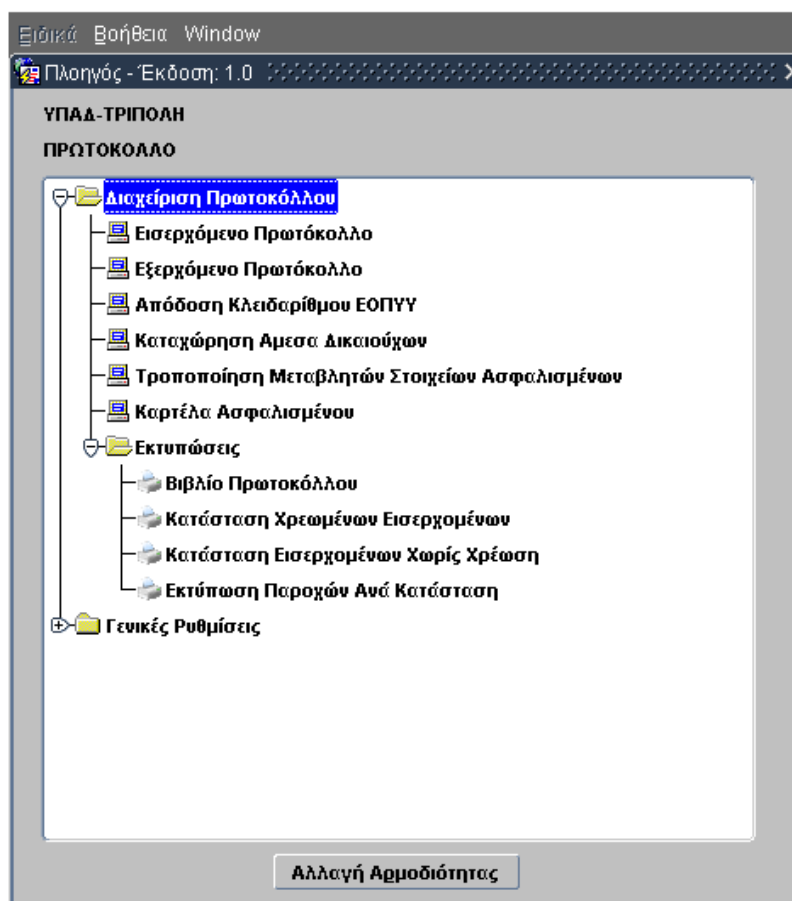 Ειδικά Βοήθεια Window
Πλοηγός - Έκδοση: 1.0
ΥΠΑΔ-ΤΡΙΠΟΛΗ
ΠΡΩΤΟΚΟΛΛΟ
Διαχείριση Πρωτοκόλλου
Εισερχόμενο Πρωτόκολλο
Εξερχόμενο Πρωτόκολλο
Απόδοση Κλειδαρίθμου ΕΟΠΥΥ
Καταχώρηση Αμεσα Δικαιούχων
Τροποποίηση Μεταβλητών Στοιχείων Ασφαλισμένων
Καρτέλα Ασφαλισμένου
Εκτυπώσεις
Βιβλίο Πρωτοκόλλου
Κατάσταση Χρεωμένων Εισερχομένων
Κατάσταση Εισερχομένων Χωρίς Χρέωση
Εκτύπωση Παροχών Ανά Κατάσταση
Γενικές Ρυθμίσεις
Αλλαγή Αρμοδιότητας